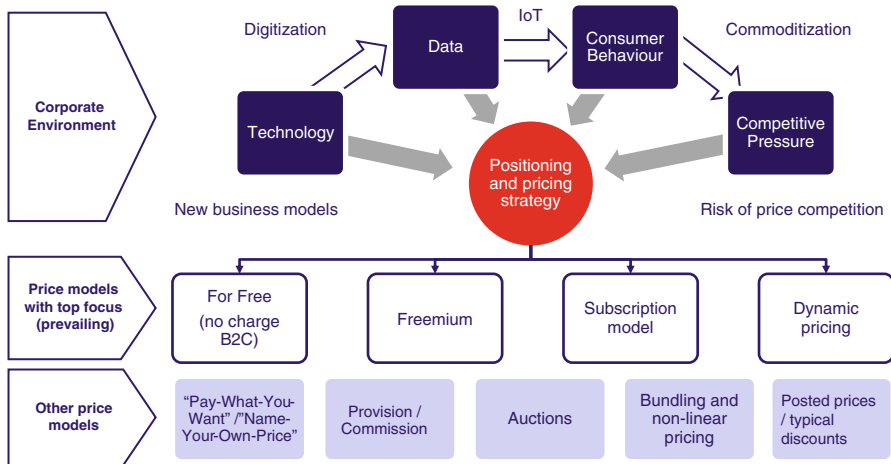 Digitization
IoT
Commoditization
Data
Consumer
Behaviour
Corporate
Environment
Technology
Competitive
Pressure
Positioning
and pricing
strategy
New business models
Risk of price competition
Price models
with top focus
(prevailing)
For Free
(no charge
B2C)
Freemium
Subscription
model
Dynamic
pricing
Other price
models
“Pay-What-You-
Want” /”Name-
Your-Own-Price”
Provision /
Commission
Auctions
Bundling and
non-linear
pricing
Posted prices
/ typical
discounts